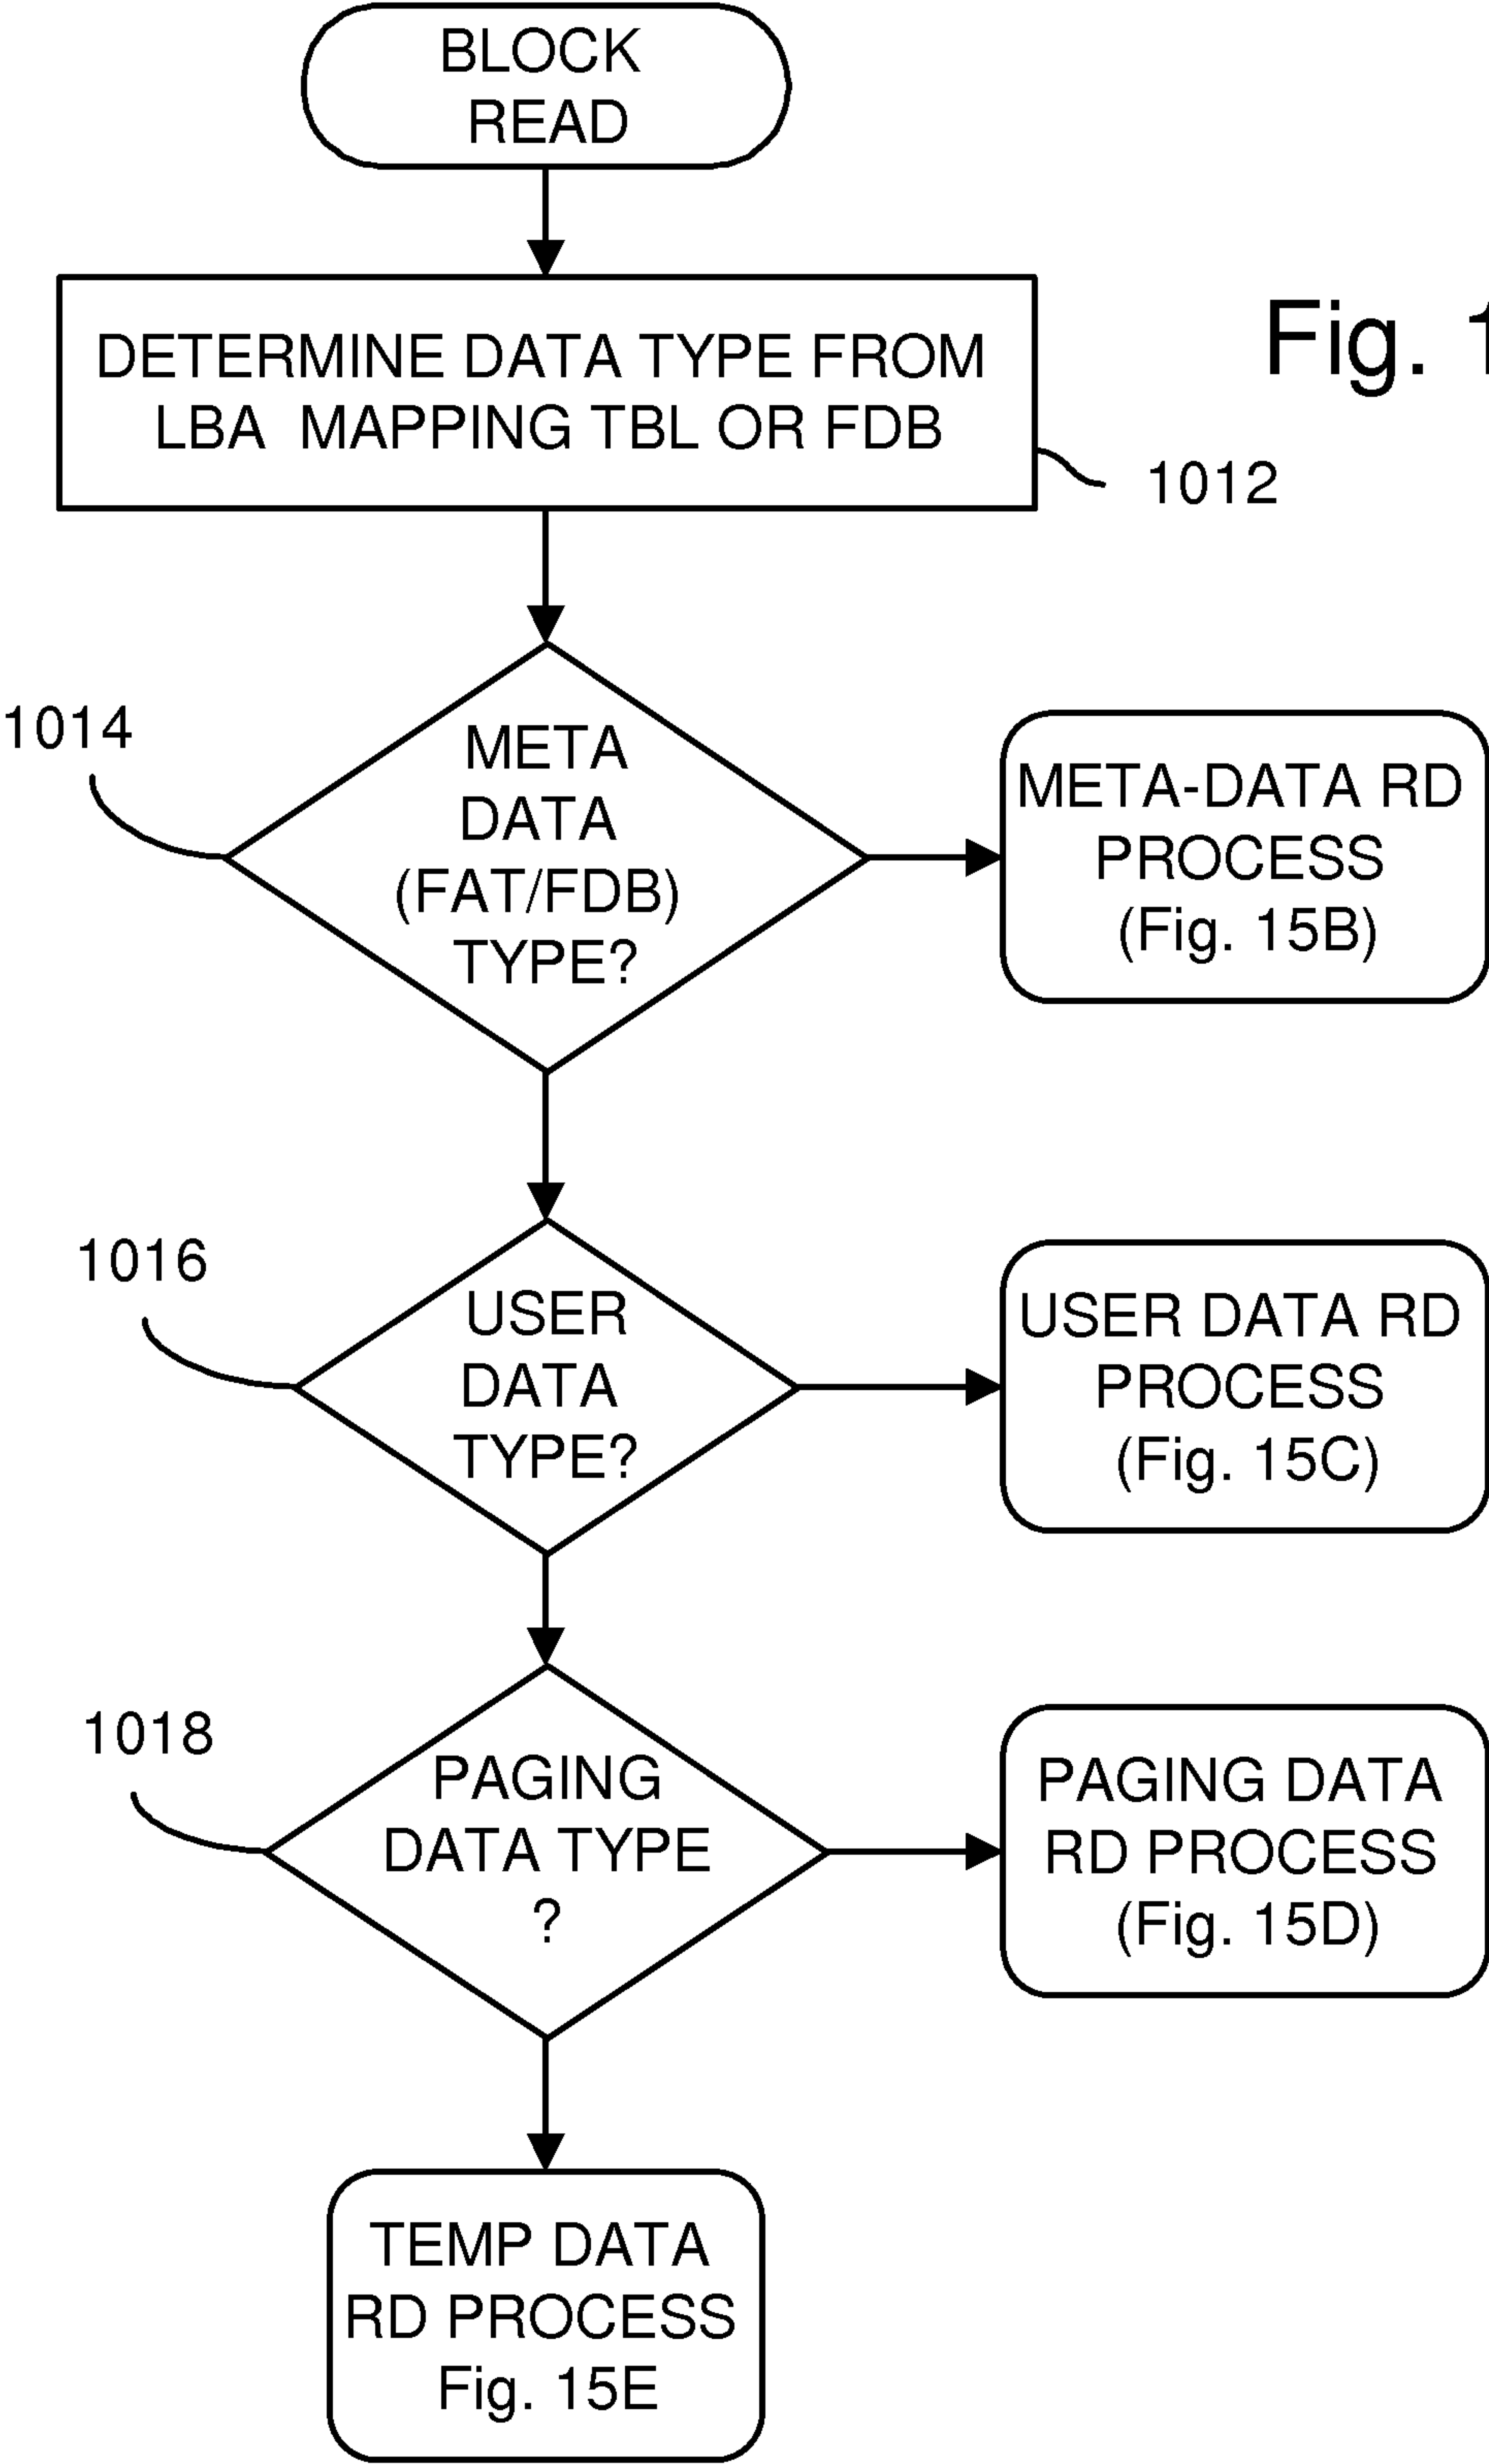 BLOCK
READ
DETERMINE DATA TYPE FROM
LBA MAPPING TBL OR FDB
Fig. 1
1012
1014
META
DATA
(FAT/FDB)
TYPE?
META-DATA RD
PROCESS
(Fig. 15B)
1016
USER
DATA
TYPE?
USER DATA RD
PROCESS
(Fig. 15C)
1018
PAGING
DATA TYPE
?
PAGING DATA
RD PROCESS
(Fig. 15D)
TEMP DATA
RD PROCESS
Fig. 15E